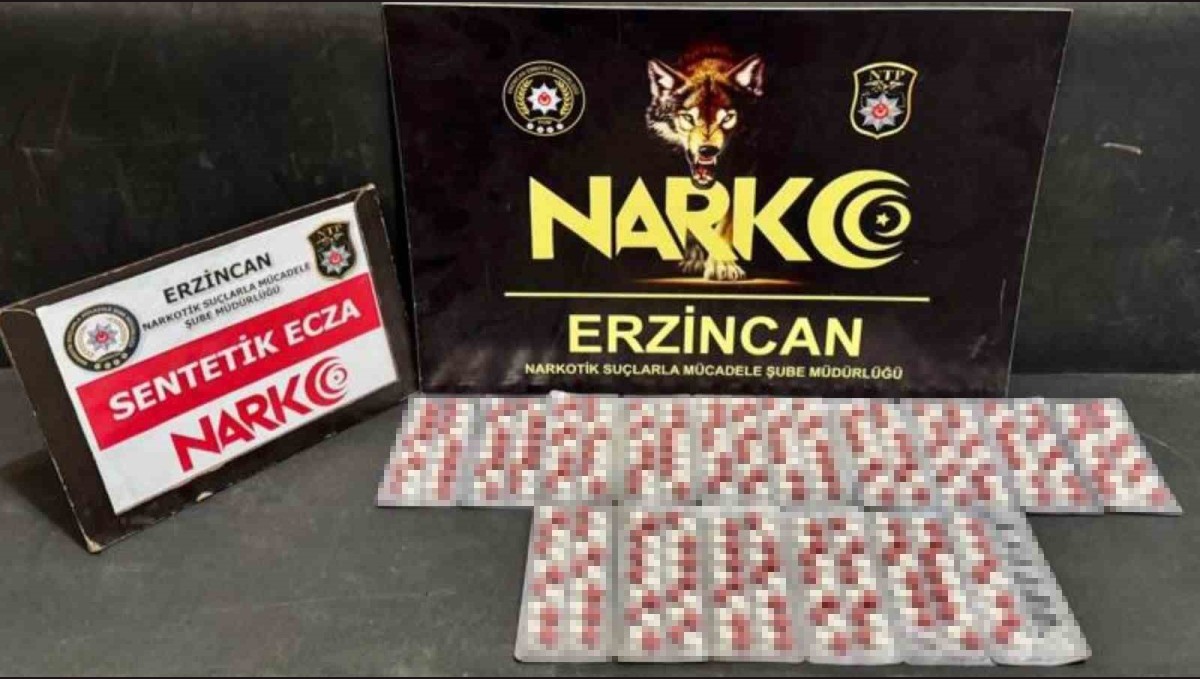 NTP
NARKO
ERZİNCAN
NARKOTİK SUÇLARLA MÜCADELE ŞUBE MÜDÜRLÜĞÜ
NTP
ERZİNCAN
NARKOTİK SUÇLARLA MÜCADELE
ŞUBE MÜDÜRLÜĞÜ
SENTETİK ECZA
NARKO